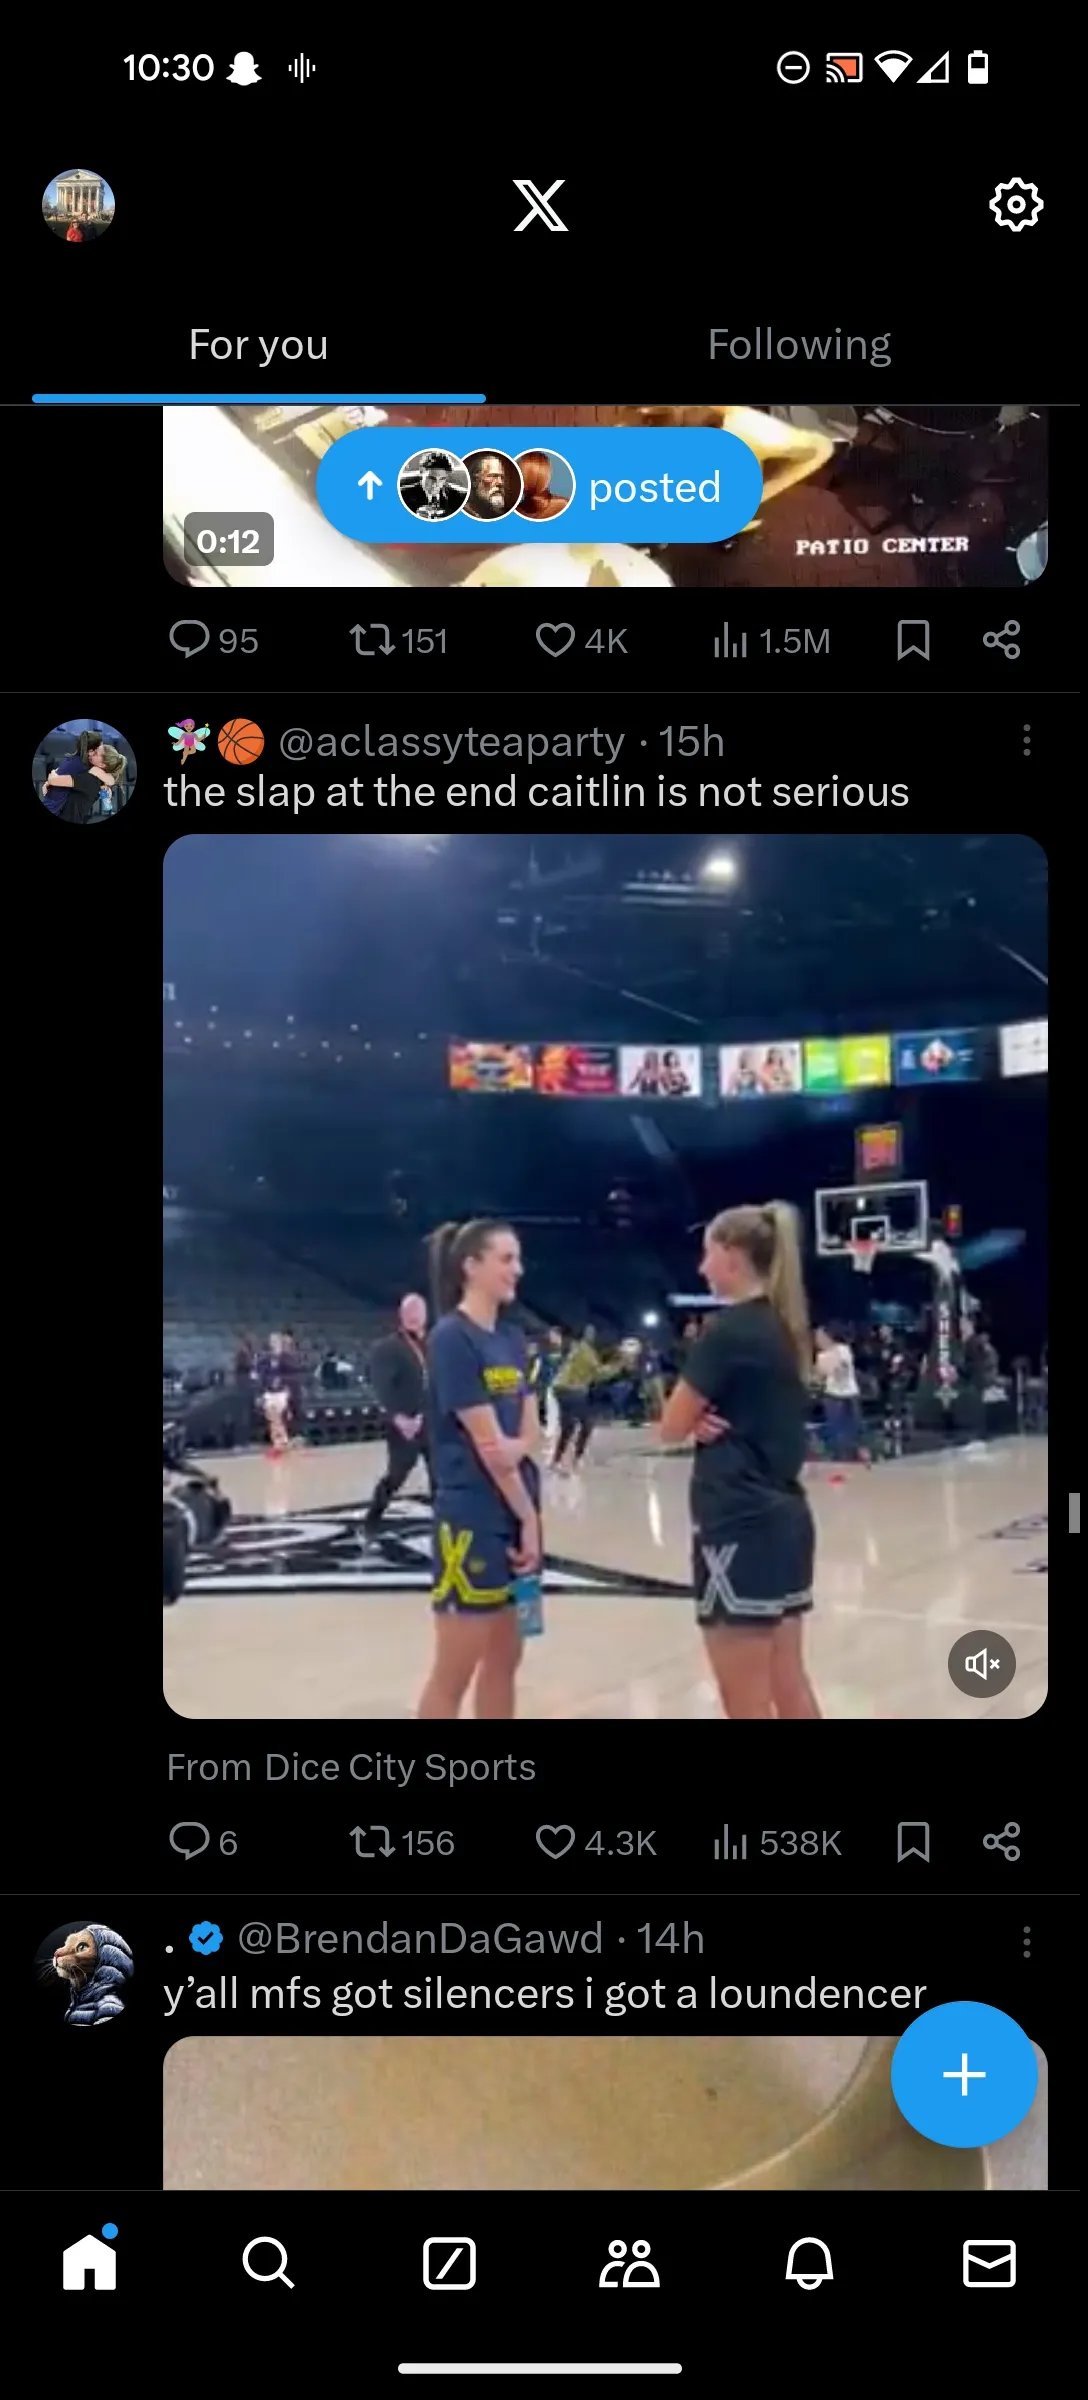 10:30
For you
Following
posted
0:12
PATIO CENTER
95
151
4K
1.5M
🧚🏽‍♀️🏀 @aclassyteaparty · 15h
the slap at the end caitlin is not serious
From Dice City Sports
6
156
4.3K
538K
. @BrendanDaGawd · 14h
y’all mfs got silencers i got a loundencer